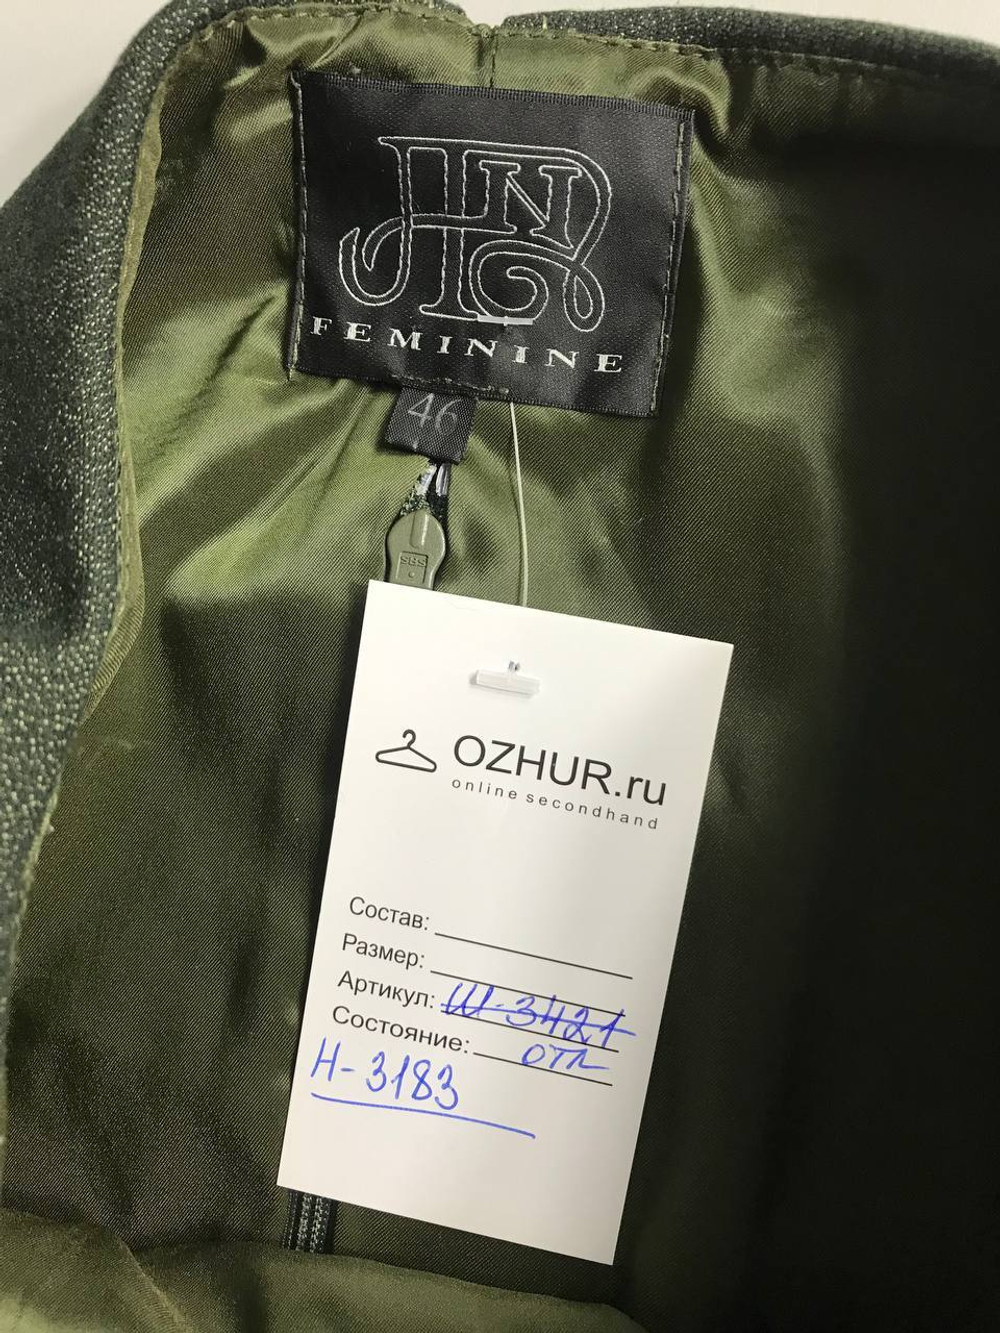 FEMININE
46
SBS
OZHUR.ru
online secondhand
Состав:
Размер:
Артикул: Ш-3421
Состояние: отл
Н-3183